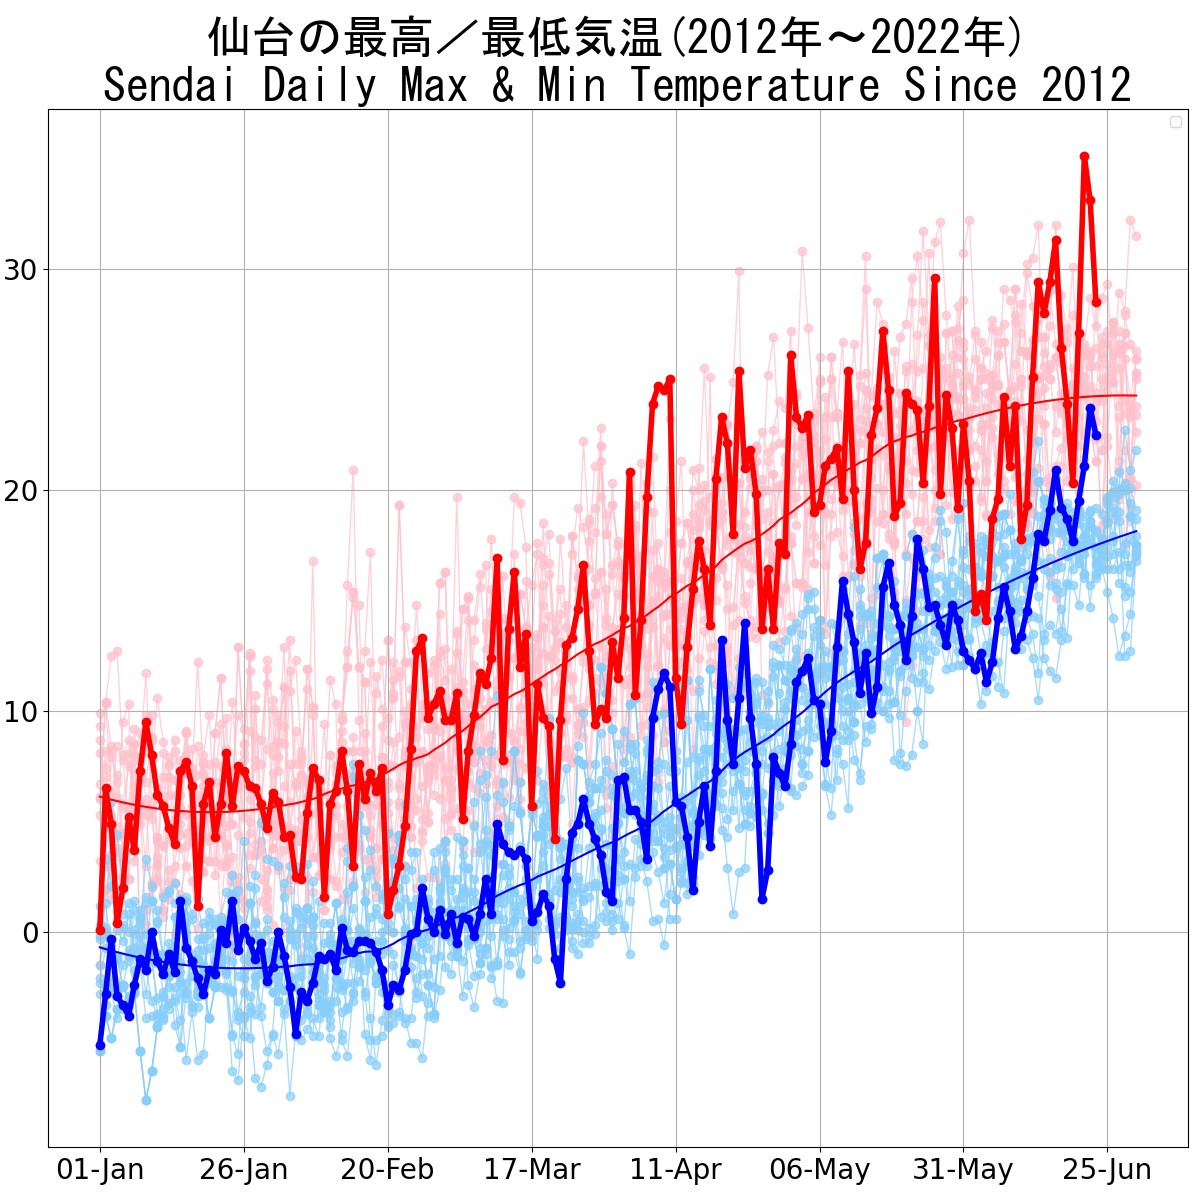 仙台の最高／最低気温(2012年～2022年)
Sendai Daily Max & Min Temperature Since 2012
30
20
10
0
01-Jan 26-Jan 20-Feb 17-Mar 11-Apr 06-May 31-May 25-Jun